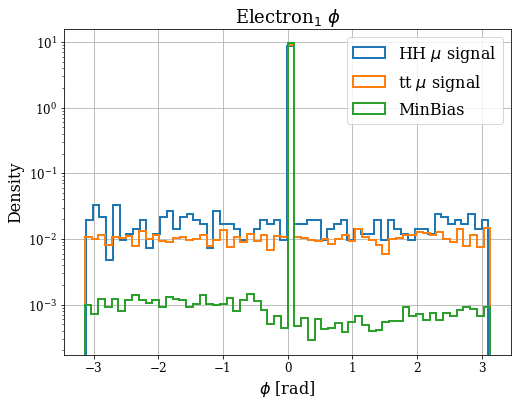 Electron₁ ϕ
HH μ signal
tt μ signal
MinBias
Density
10¹
10⁰
10⁻¹
10⁻²
10⁻³
−3 −2 −1 0 1 2 3
ϕ [rad]